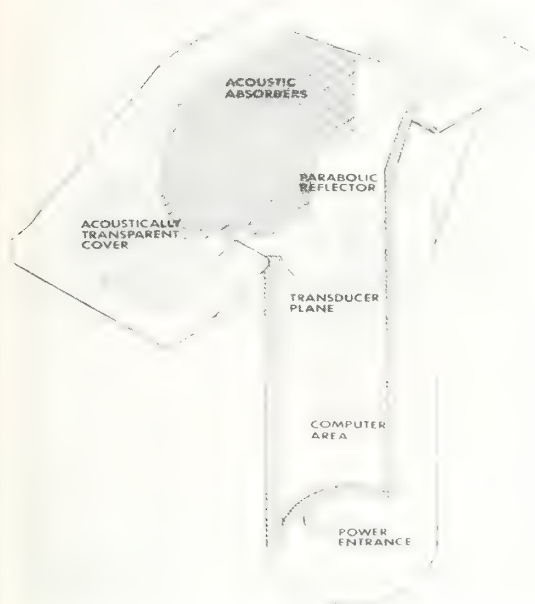 ACOUSTIC
ABSORBERS
PARABOLIC
REFLECTOR
ACOUSTICALLY
TRANSPARENT
COVER
TRANSDUCER
PLANE
COMPUTER
AREA
POWER
ENTRANCE